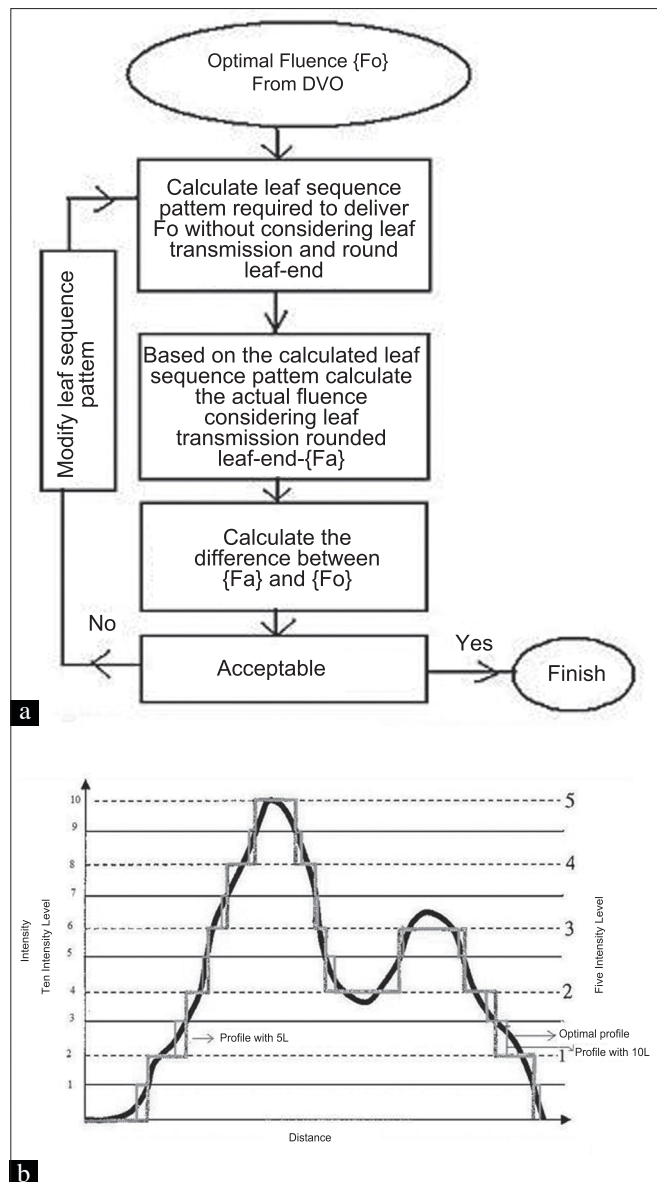 Optimal Fluence {Fo}
From DVO
Calculate leaf sequence
pattem required to deliver
Fo without considering leaf
transmission and round
leaf-end
Modify leaf sequence
pattem
Based on the calculated leaf
sequence pattem calculate
the actual fluence
considering leaf
transmission rounded
leaf-end-{Fa}
Calculate the
difference between
{Fa} and {Fo}
No
Acceptable
Yes
Finish
a
10
9
8
7
6
5
4
3
2
1
Intensity
Ten Intensity Level
5
4
3
2
1
Five Intensity Level
Profile with 5L
Optimal profile
Profile with 10L
Distance
b